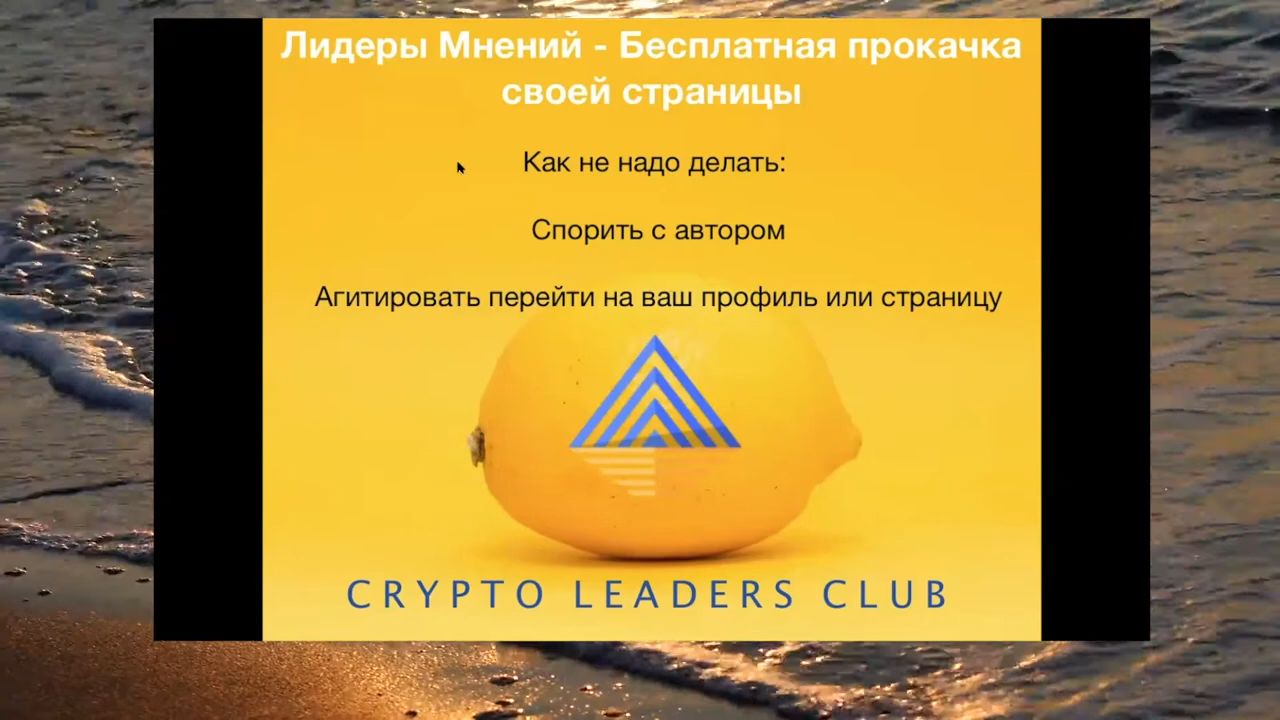 Лидеры Мнений - Бесплатная прокачка
своей страницы
Как не надо делать:
Спорить с автором
Агитировать перейти на ваш профиль или страницу
CRYPTO LEADERS CLUB